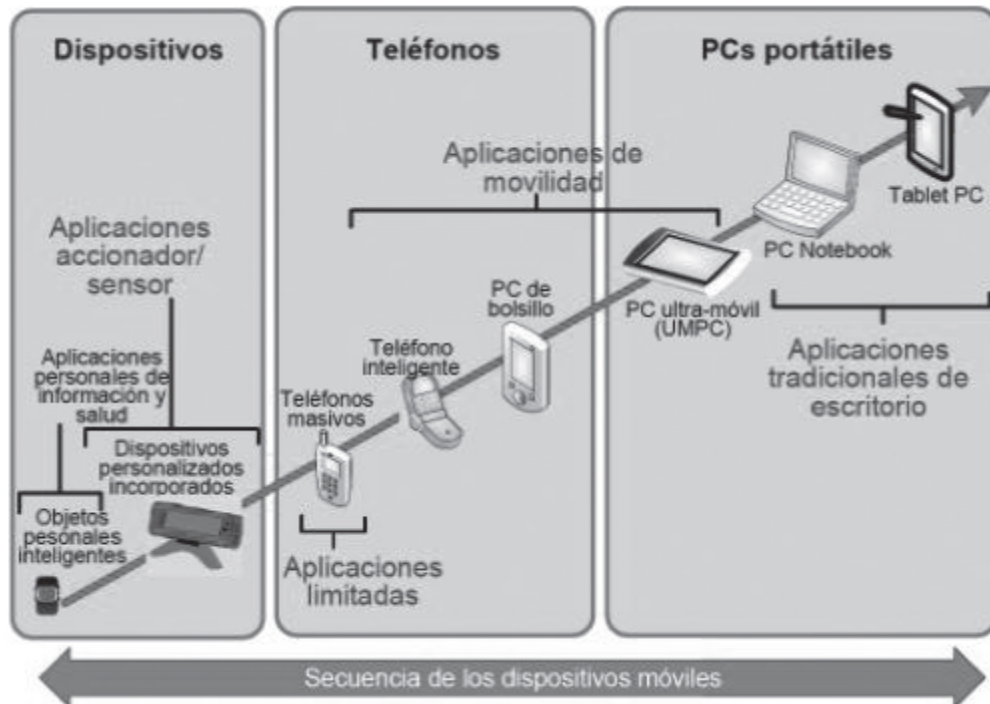 Dispositivos
Aplicaciones
accionador/
sensor
Aplicaciones
personales de
información y
salud
Dispositivos
personalizados
incorporados
Objetos
pesónales
inteligentes
Teléfonos
Aplicaciones de
movilidad
PC de
bolsillo
Teléfono
inteligente
Teléfonos
masivos
Aplicaciones
limitadas
PCs portátiles
Tablet PC
PC Notebook
PC ultra-móvil
(UMPC)
Aplicaciones
tradicionales de
escritorio
Secuencia de los dispositivos móviles